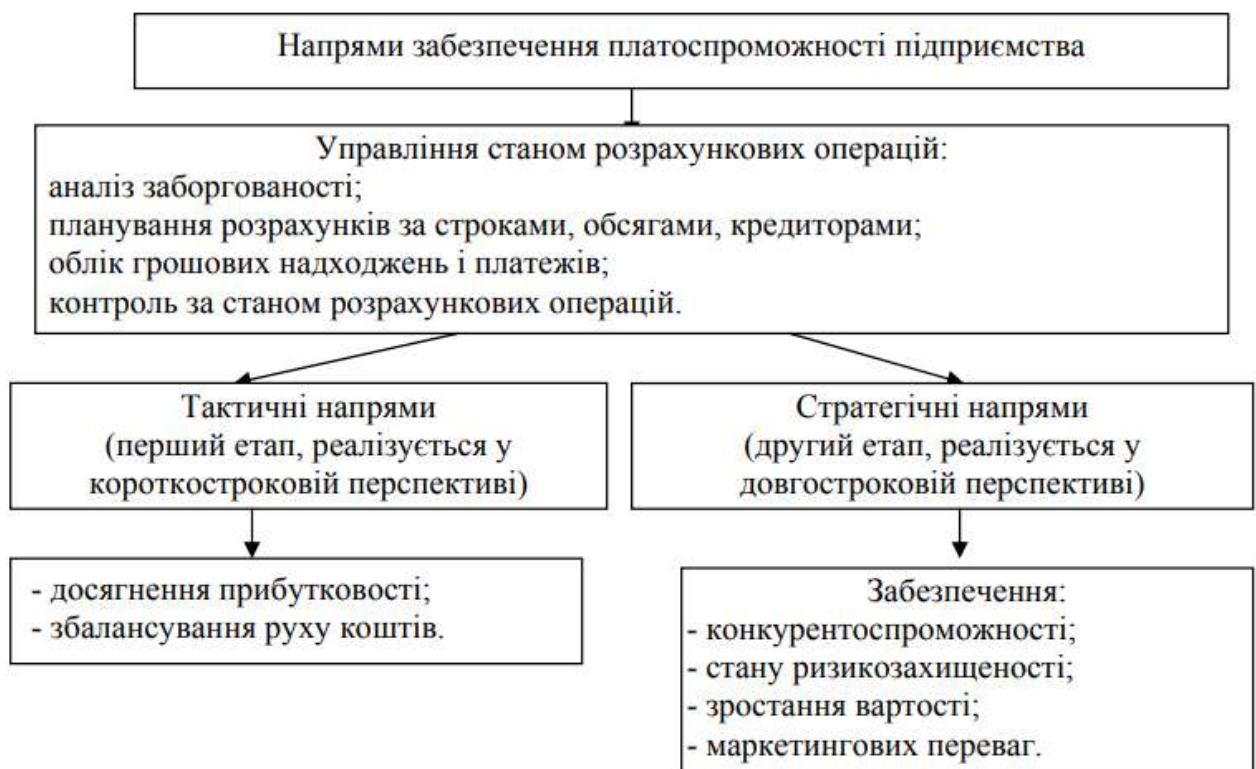 Напрями забезпечення платоспроможності підприємства
Управління станом розрахункових операцій:
аналіз заборгованості;
планування розрахунків за строками, обсягами, кредиторами;
облік грошових надходжень і платежів;
контроль за станом розрахункових операцій.
Тактичні напрями
(перший етап, реалізується у
короткостроковій перспективі)
Стратегічні напрями
(другий етап, реалізується у
довгостроковій перспективі)
- досягнення прибутковості;
- збалансування руху коштів.
Забезпечення:
- конкурентоспроможності;
- стану ризикозахищеності;
- зростання вартості;
- маркетингових переваг.